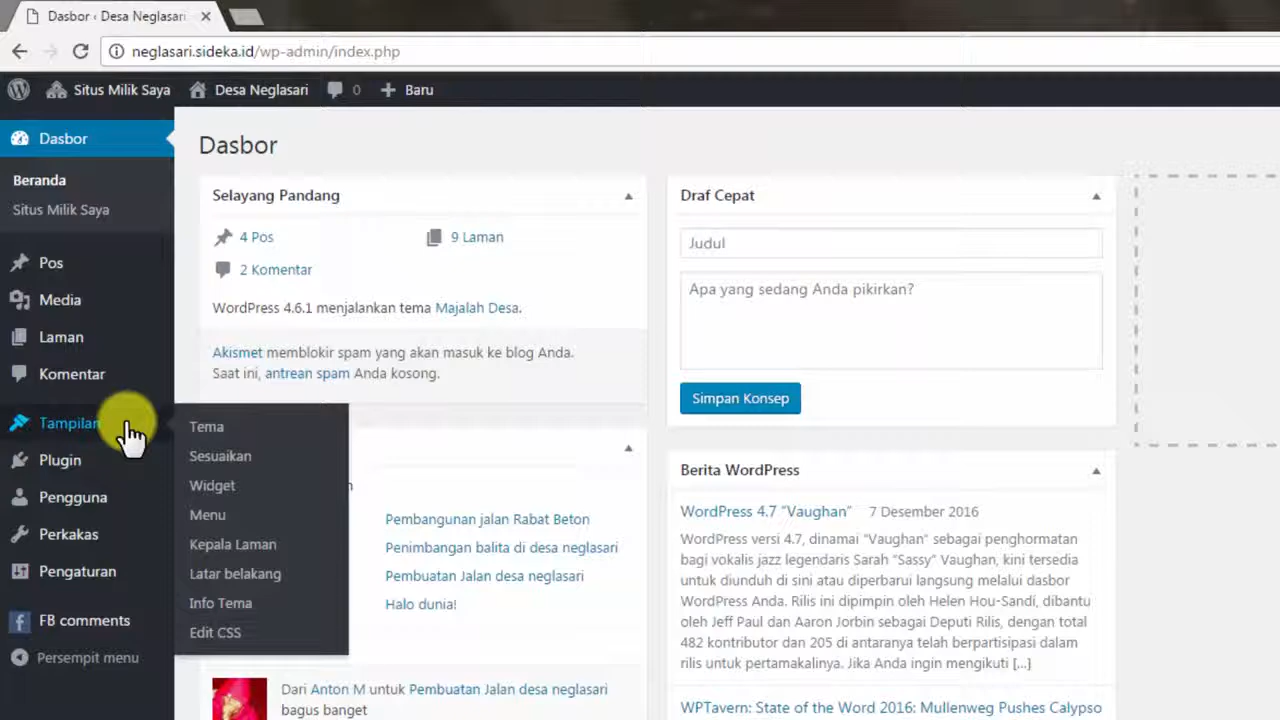 Dasbor ‹ Desa Neglasari
neglasari.sideka.id/wp-admin/index.php
Situs Milik Saya
Desa Neglasari
0
Baru
Dasbor
Beranda
Situs Milik Saya
Pos
Media
Laman
Komentar
Tampilan
Plugin
Pengguna
Perkakas
Pengaturan
FB comments
Persempit menu
Tema
Sesuaikan
Widget
Menu
Kepala Laman
Latar belakang
Info Tema
Edit CSS
Dasbor
Selayang Pandang
4 Pos
9 Laman
2 Komentar
WordPress 4.6.1 menjalankan tema Majalah Desa.
Akismet memblokir spam yang akan masuk ke blog Anda.
Saat ini, antrean spam Anda kosong.
Pembangunan jalan Rabat Beton
Penimbangan balita di desa neglasari
Pembuatan Jalan desa neglasari
Halo dunia!
Dari Anton M untuk Pembuatan Jalan desa neglasari
bagus banget
Draf Cepat
Judul
Apa yang sedang Anda pikirkan?
Simpan Konsep
Berita WordPress
WordPress 4.7 “Vaughan” 7 Desember 2016
WordPress versi 4.7, dinamai “Vaughan” sebagai penghormatan
bagi vokalis jazz legendaris Sarah “Sassy” Vaughan, kini tersedia
untuk diunduh di sini atau diperbarui langsung melalui dasbor
WordPress Anda. Rilis ini dipimpin oleh Helen Hou-Sandi, dibantu
oleh Jeff Paul dan Aaron Jorbin sebagai Deputi Rilis, dengan total
482 kontributor dan 205 di antaranya telah berpartisipasi dalam
rilis untuk pertamakalinya. Jika Anda ingin mengikuti [...]
WPTavern: State of the Word 2016: Mullenweg Pushes Calypso